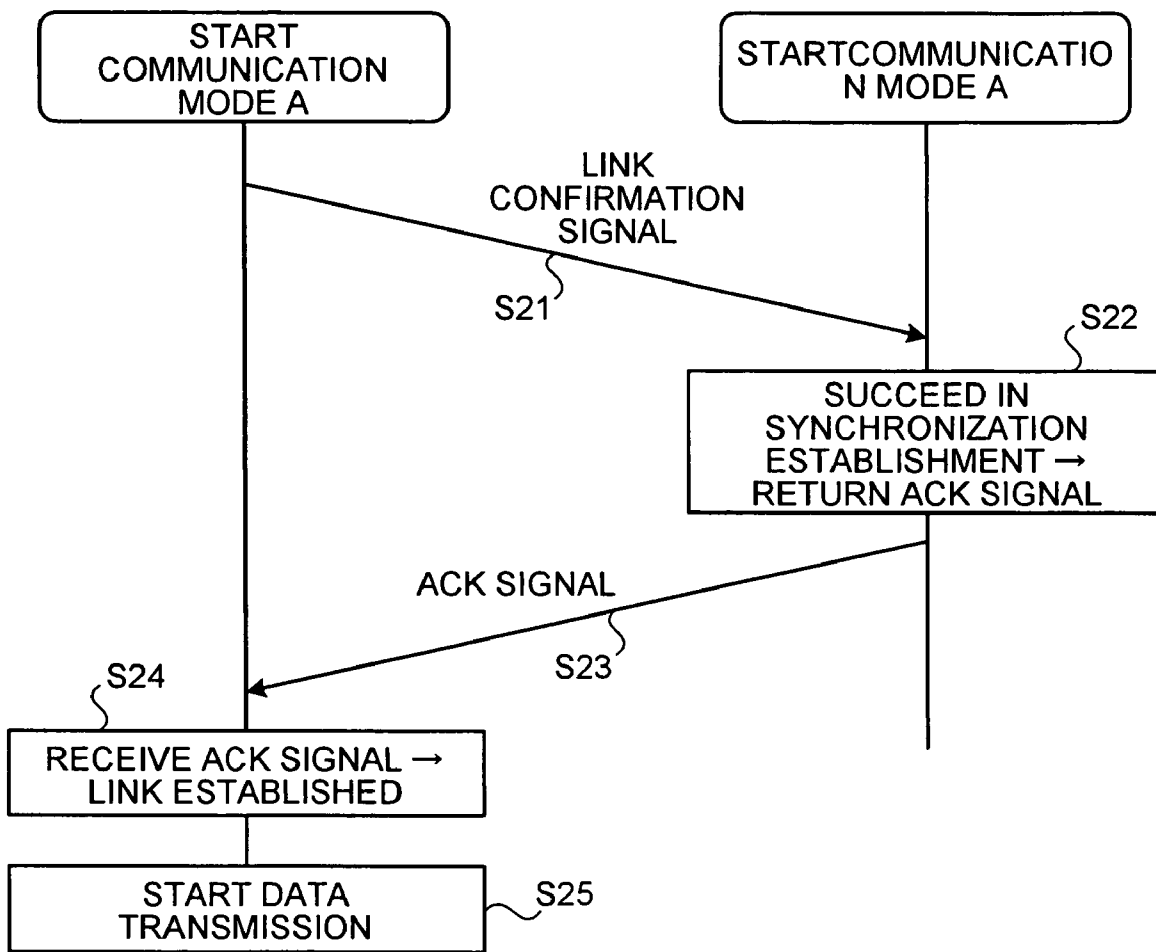 START
COMMUNICATION
MODE A
STARTCOMMUNICATIO
N MODE A
LINK
CONFIRMATION
SIGNAL
S21
S22
SUCCEED IN
SYNCHRONIZATION
ESTABLISHMENT →
RETURN ACK SIGNAL
ACK SIGNAL
S23
S24
RECEIVE ACK SIGNAL →
LINK ESTABLISHED
START DATA
TRANSMISSION
S25